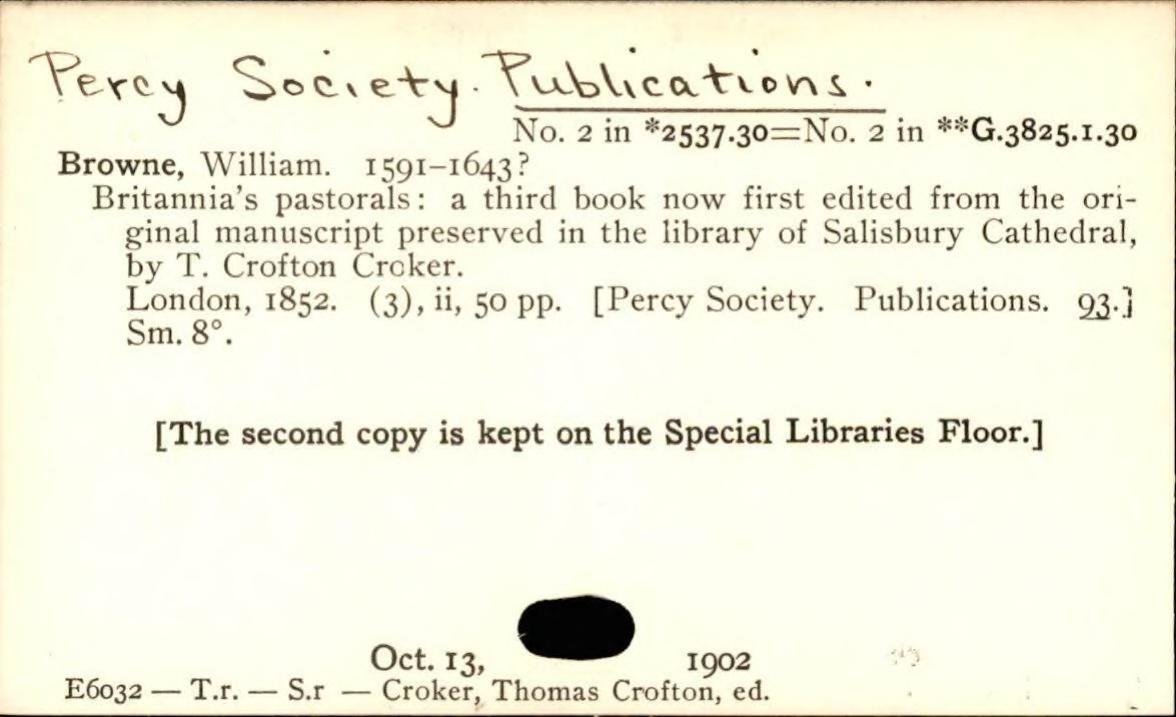 Percy Society. Publications.
No. 2 in *2537.30=No. 2 in **G.3825.1.30
Browne, William. 1591–1643?
Britannia's pastorals: a third book now first edited from the ori-
ginal manuscript preserved in the library of Salisbury Cathedral,
by T. Crofton Croker.
London, 1852. (3), ii, 50 pp. [Percy Society. Publications. 93.]
Sm. 8°.
[The second copy is kept on the Special Libraries Floor.]
Oct. 13, 1902
E6032 — T.r. — S.r — Croker, Thomas Crofton, ed.